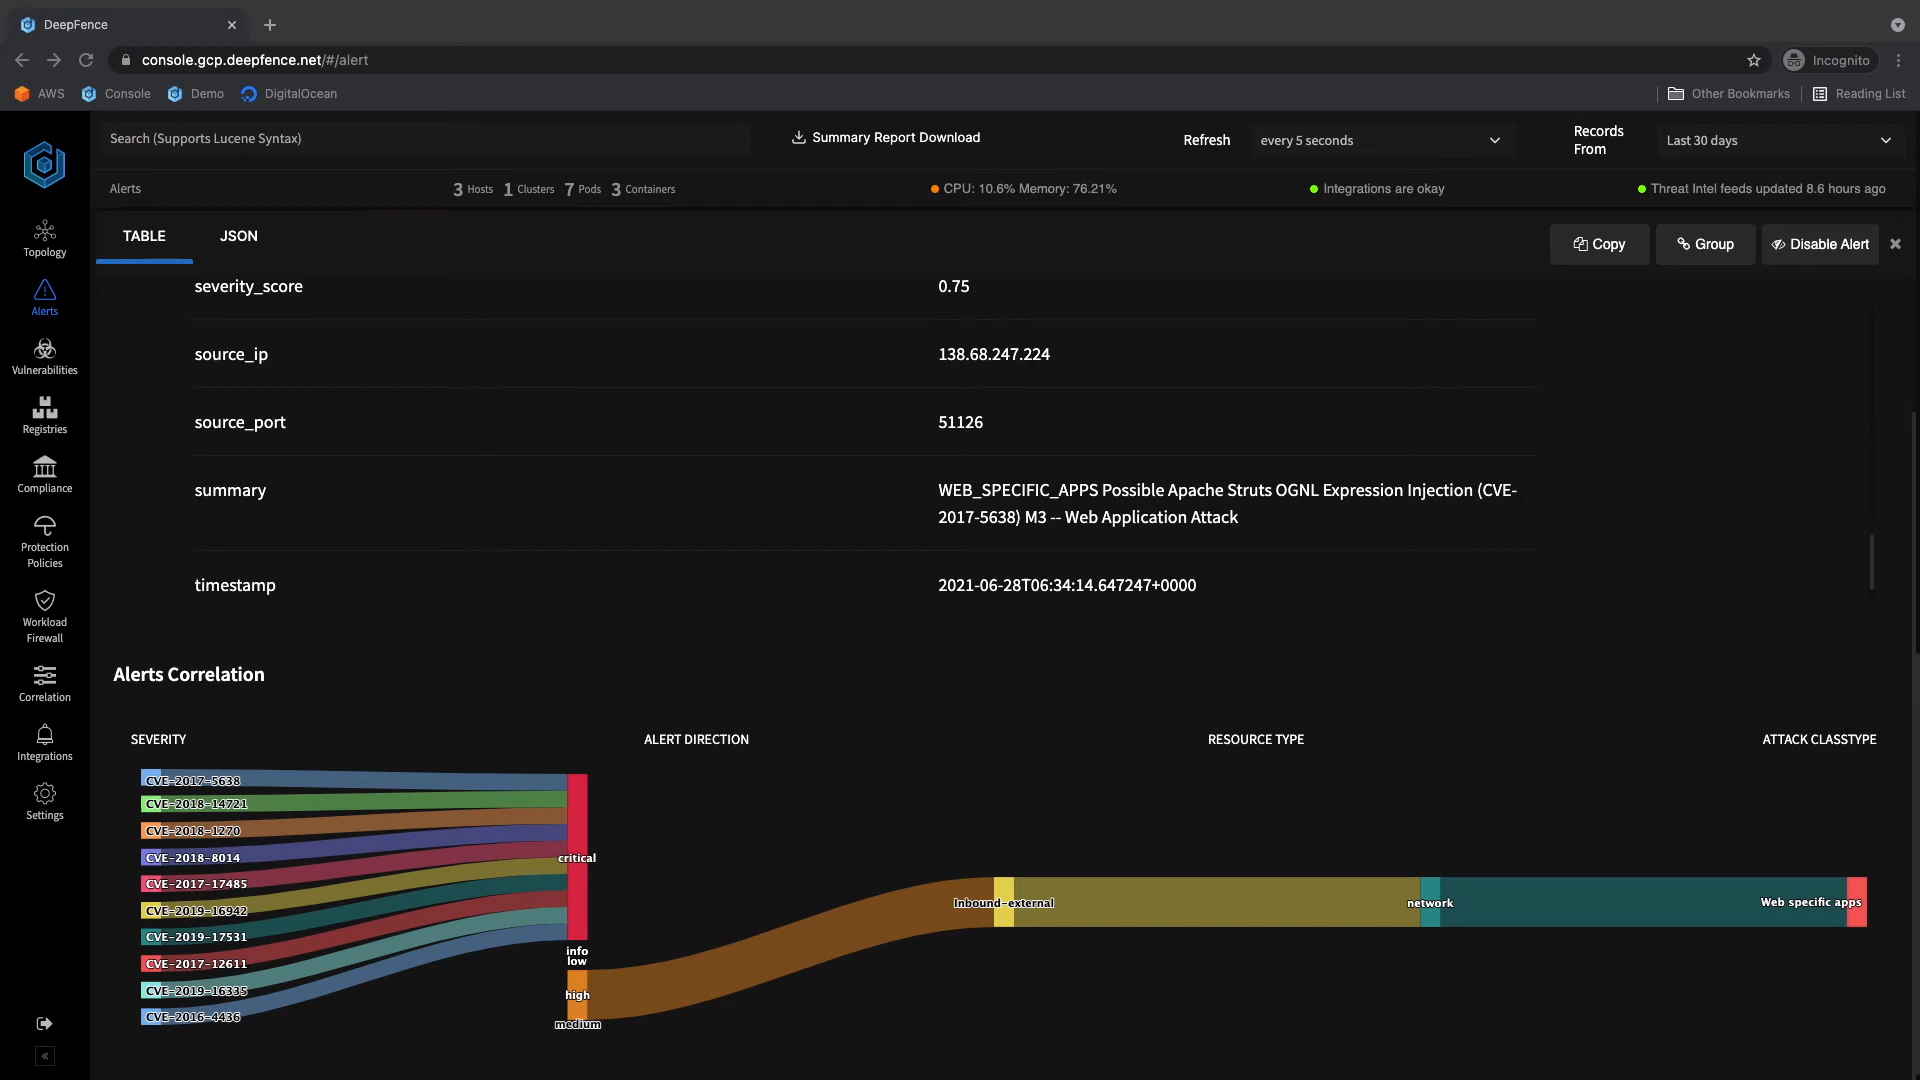 DeepFence
console.gcp.deepfence.net/#/alert
Incognito
AWS
Console
Demo
DigitalOcean
Other Bookmarks
Reading List
Search (Supports Lucene Syntax)
Summary Report Download
Refresh
every 5 seconds
Records
From
Last 30 days
Alerts
3 Hosts 1 Clusters 7 Pods 3 Containers
CPU: 10.6% Memory: 76.21%
Integrations are okay
Threat Intel feeds updated 8.6 hours ago
Topology
Alerts
Vulnerabilities
Registries
Compliance
Protection
Policies
Workload
Firewall
Correlation
Integrations
Settings
TABLE
JSON
Copy
Group
Disable Alert
severity_score
0.75
source_ip
138.68.247.224
source_port
51126
summary
WEB_SPECIFIC_APPS Possible Apache Struts OGNL Expression Injection (CVE-
2017-5638) M3 -- Web Application Attack
timestamp
2021-06-28T06:34:14.647247+0000
Alerts Correlation
SEVERITY
ALERT DIRECTION
RESOURCE TYPE
ATTACK CLASSTYPE
CVE-2017-5638
CVE-2018-14721
CVE-2018-1270
CVE-2018-8014
CVE-2017-17485
CVE-2019-16942
CVE-2019-17531
CVE-2017-12611
CVE-2019-16335
CVE-2016-4436
critical
info
low
high
medium
Inbound-external
network
Web specific apps